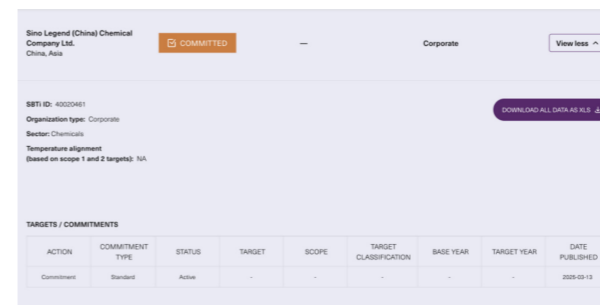 Sino Legend (China) Chemical
Company Ltd.
China, Asia
COMMITTED
—
Corporate
View less
SBTi ID: 40020461
Organization type: Corporate
Sector: Chemicals
Temperature alignment
(based on scope 1 and 2 targets): NA
DOWNLOAD ALL DATA AS XLS
TARGETS / COMMITMENTS
ACTION COMMITMENT TYPE STATUS TARGET SCOPE TARGET CLASSIFICATION BASE YEAR TARGET YEAR DATE PUBLISHED
Commitment Standard Active - - - - - 2025-03-13